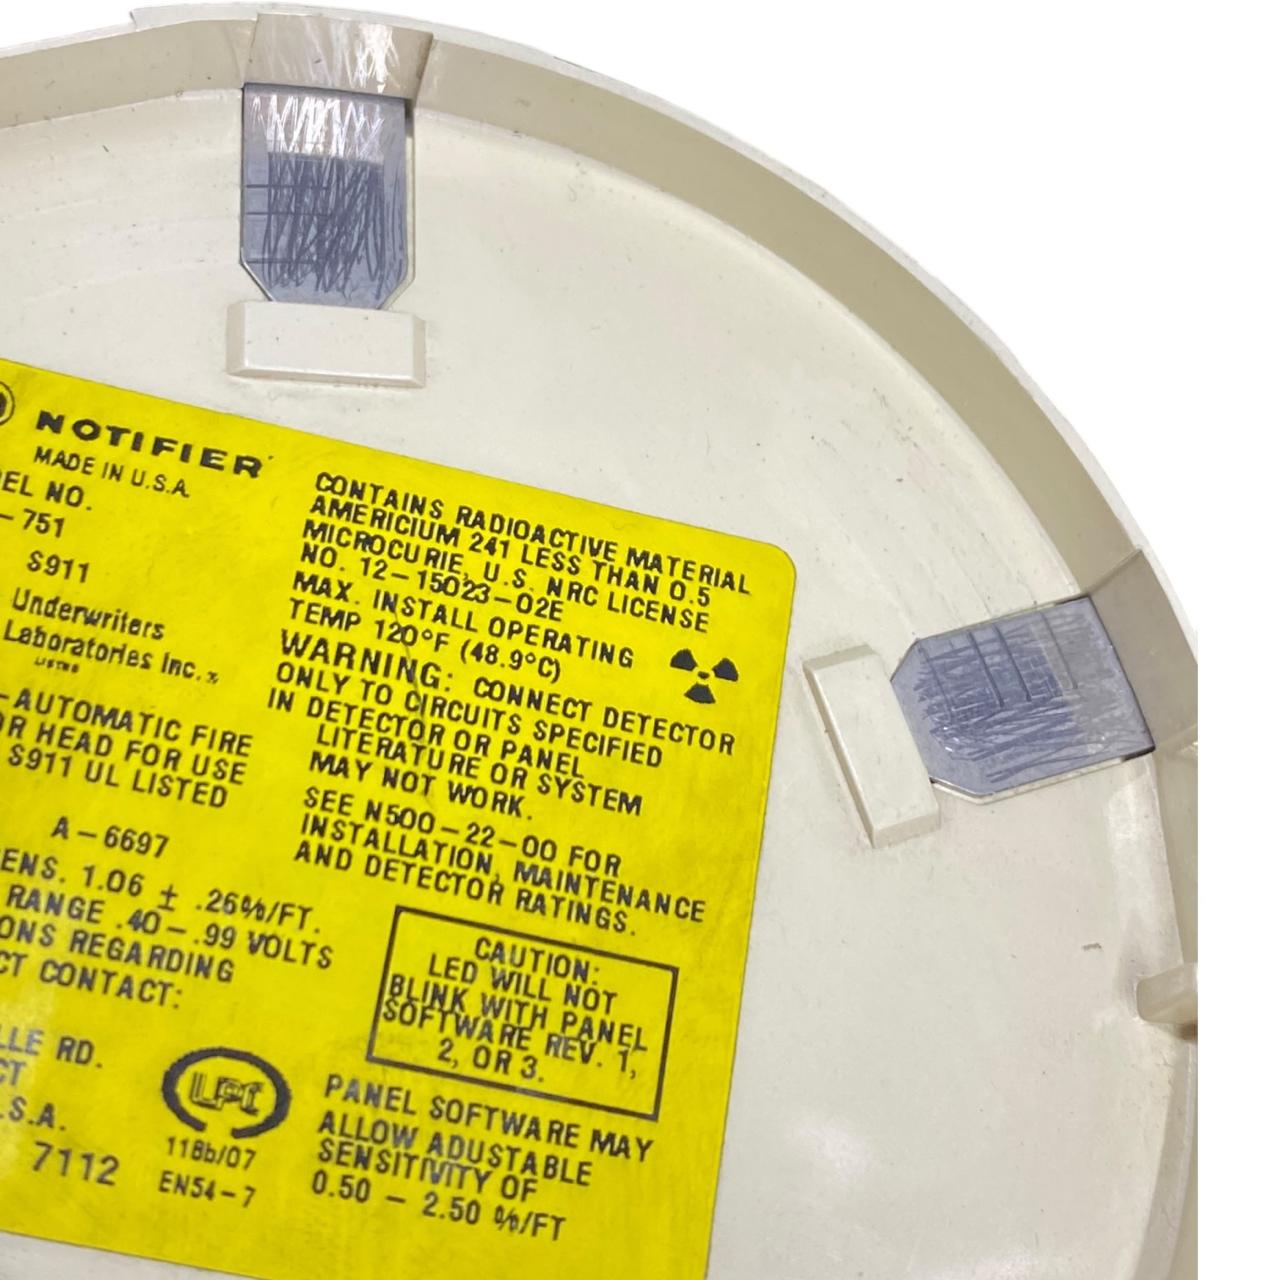 NOTIFIER
MADE IN U.S.A.
EL NO.
-751
S911
Underwriters
Laboratories Inc.
LISTED
-AUTOMATIC FIRE
OR HEAD FOR USE
S911 UL LISTED
A-6697
ENS. 1.06 ± .26%/FT.
RANGE .40-.99 VOLTS
ONS REGARDING
CT CONTACT:
LLE RD.
CT
.S.A.
7112
CONTAINS RADIOACTIVE MATERIAL
AMERICIUM 241 LESS THAN 0.5
MICROCURIE, U.S. NRC LICENSE
NO. 12-15023-02E
MAX. INSTALL OPERATING
TEMP 120°F (48.9°C)
WARNING: CONNECT DETECTOR
ONLY TO CIRCUITS SPECIFIED
IN DETECTOR OR PANEL
LITERATURE OR SYSTEM
MAY NOT WORK.
SEE N500-22-00 FOR
INSTALLATION, MAINTENANCE
AND DETECTOR RATINGS.
CAUTION:
LED WILL NOT
BLINK WITH PANEL
SOFTWARE REV. 1,
2, OR 3.
LPC
118b/07
EN54-7
PANEL SOFTWARE MAY
ALLOW ADUSTABLE
SENSITIVITY OF
0.50 - 2.50 %/FT